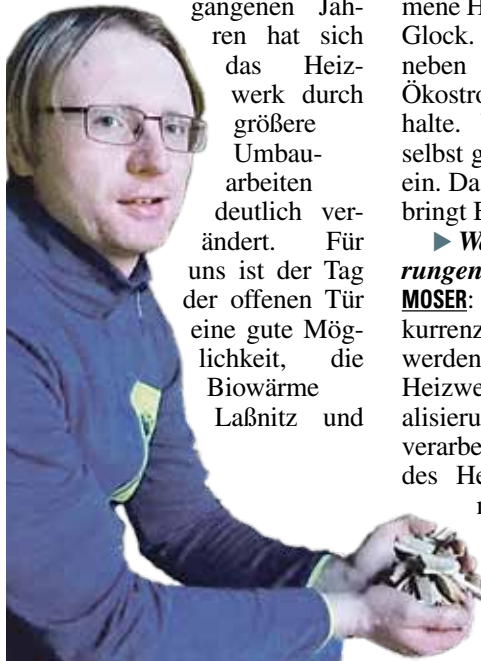 gangenen Jah-
ren hat sich
das Heiz-
werk durch
größere
Umbau-
arbeiten
deutlich ver-
ändert. Für
uns ist der Tag
der offenen Tür
eine gute Mög-
lichkeit, die
Biowärme
Laßnitz und
mene H
Glock.
neben
Ökostro
halte.
selbst g
ein. Da
bringt
▶ W
rungen
MOSER:
kurrenz
werden
Heizwe
alisieru
verarbe
des He